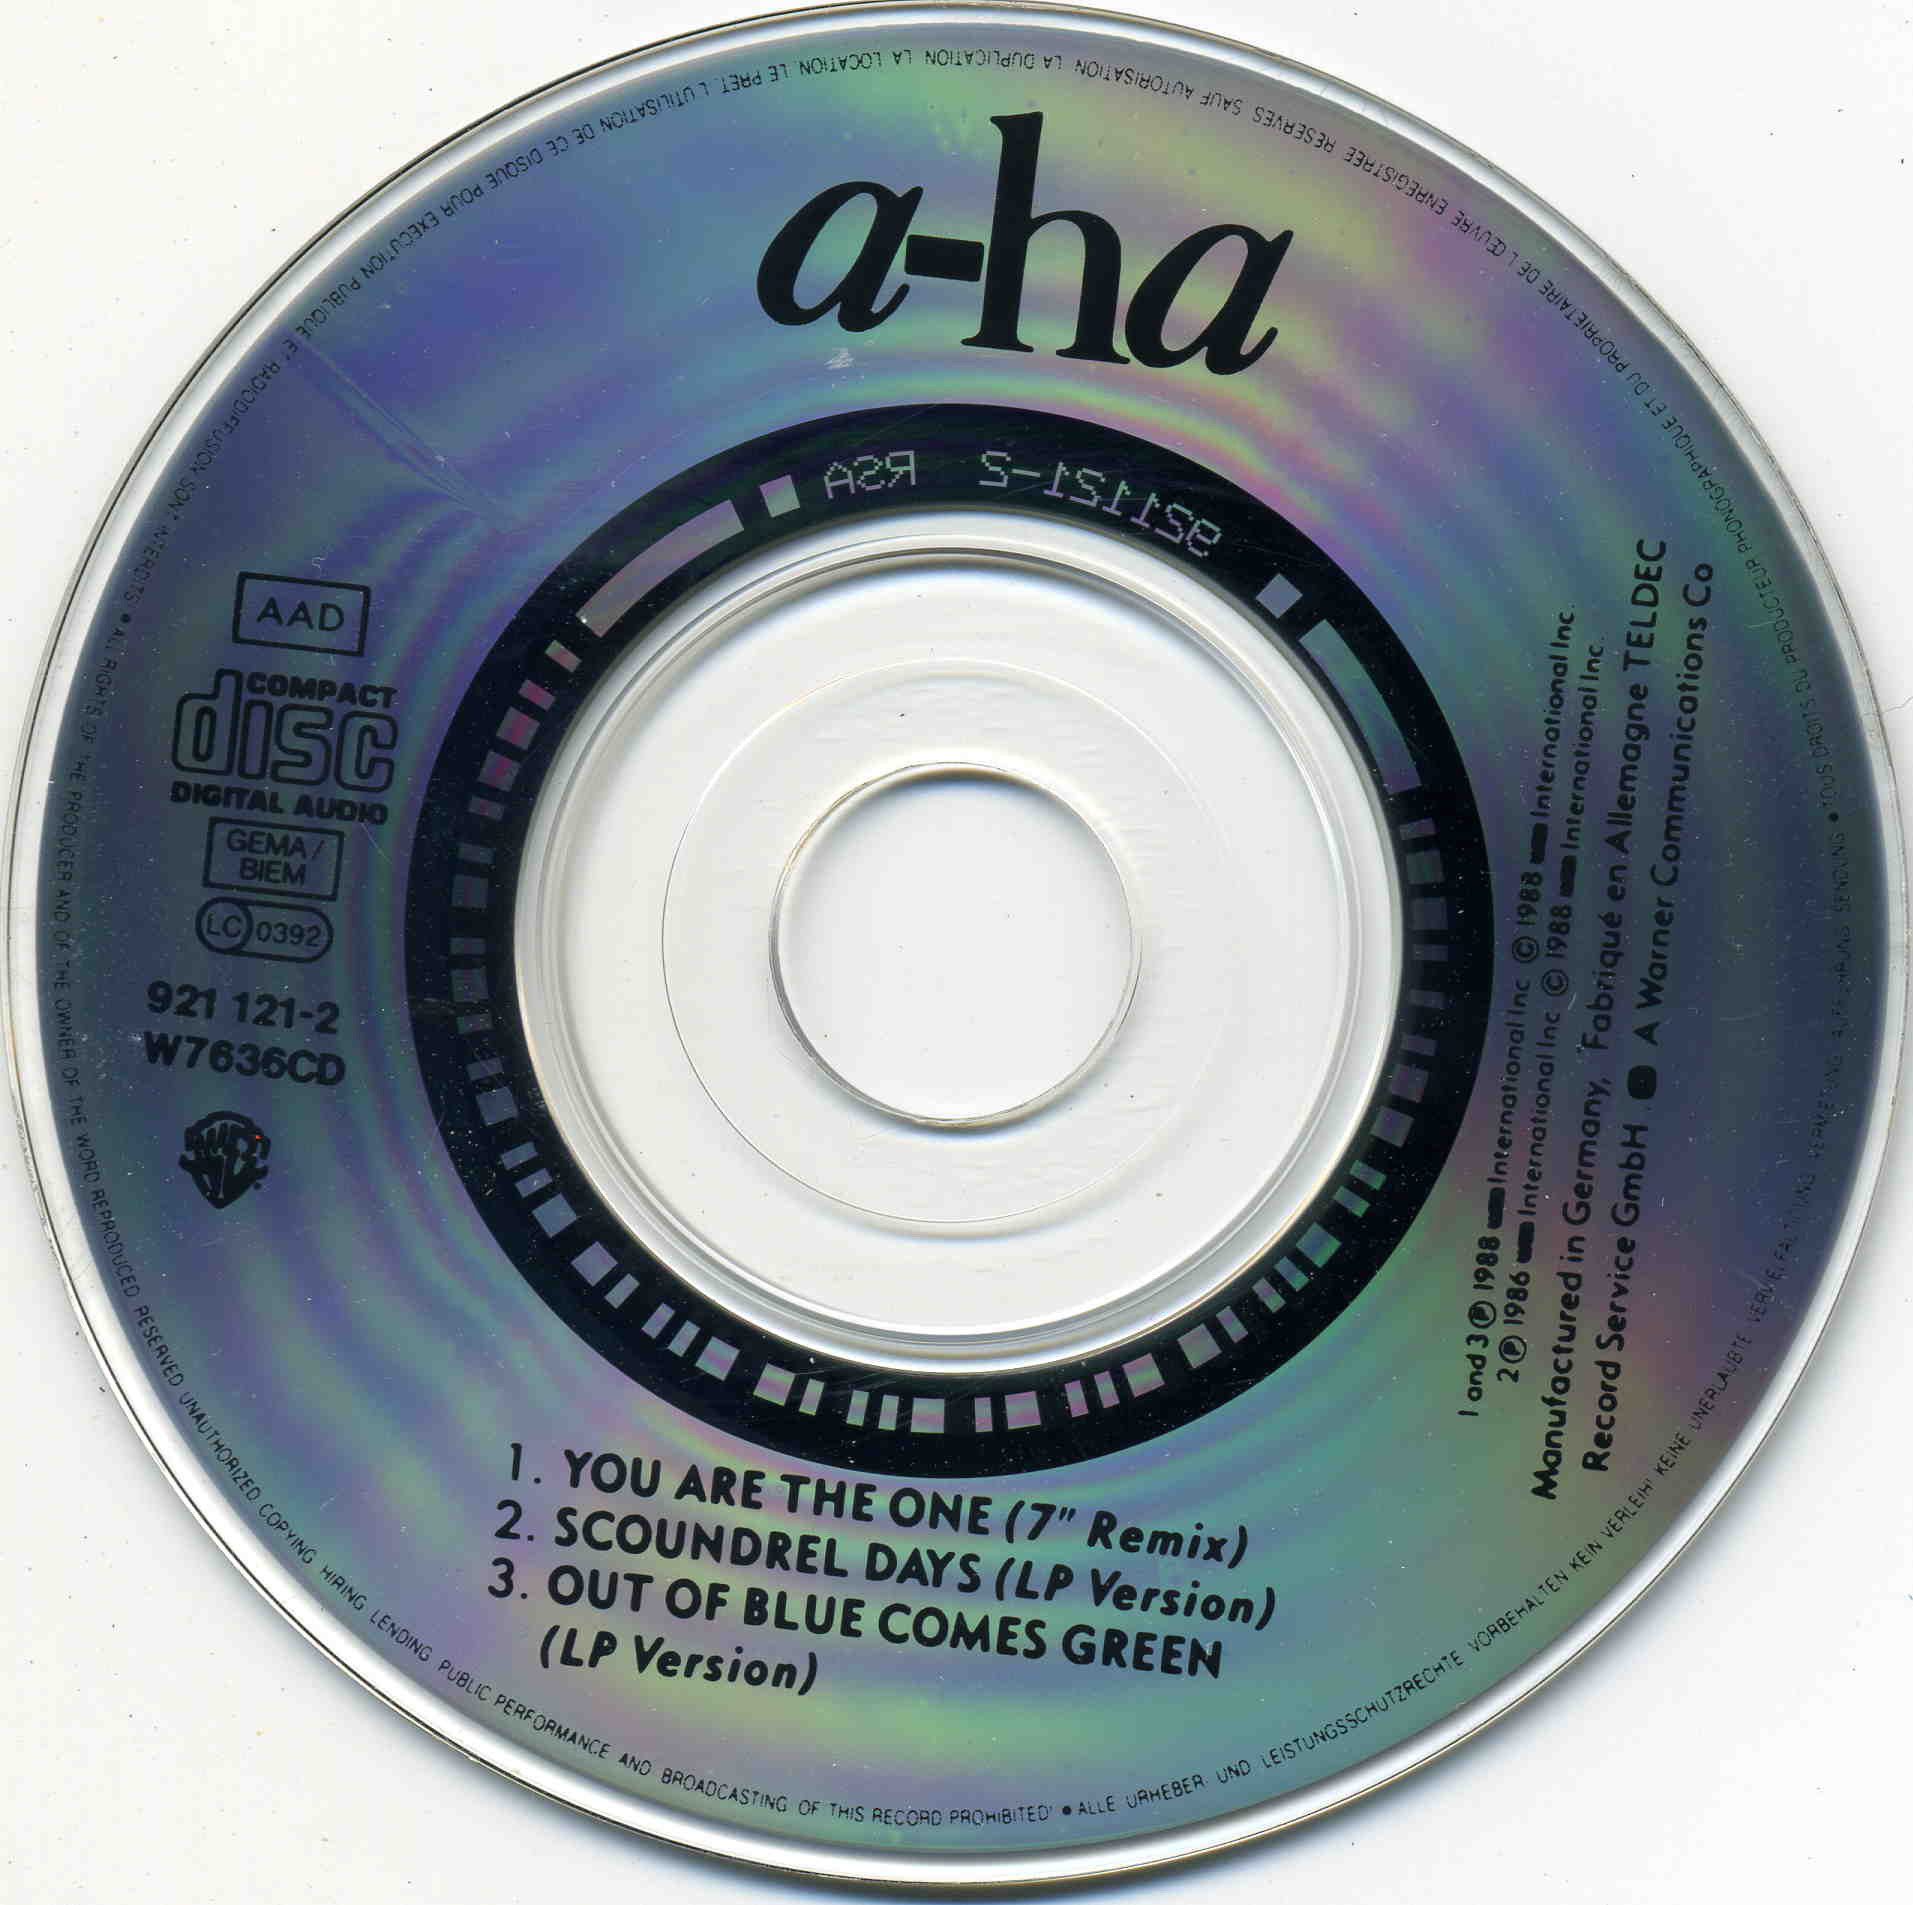 a-ha
921121-2 RSA
AAD
COMPACT
disc
DIGITAL AUDIO
GEMA/
BIEM
LC 0392
921 121-2
W7636CD
1. YOU ARE THE ONE (7" Remix)
2. SCOUNDREL DAYS (LP Version)
3. OUT OF BLUE COMES GREEN
(LP Version)
1 and 3 Ⓟ 1988 International Inc © 1988 International Inc.
2 Ⓟ 1986 International Inc © 1988 International Inc.
Manufactured in Germany, Fabriqué en Allemagne TELDEC
Record Service GmbH. A Warner Communications Co
• ALL RIGHTS OF THE PRODUCER AND OF THE OWNER OF THE WORD REPRODUCED RESERVED UNAUTHORIZED COPYING HIRING LENDING PUBLIC PERFORMANCE AND BROADCASTING OF THIS RECORD PROHIBITED' • ALLE URHEBER- UND LEISTUNGSSCHUTZRECHTE VORBEHALTEN KEIN VERLEIH' KEINE UNERLAUBTE VERVIELFALTIGUNG, VERMIETUNG, AUFFUHRUNG SENDUNG • TOUS DROITS DU PRODUCTEUR PHONOGRAPHIQUE ET DU PROPRIETAIRE DE L'ŒUVRE ENREGISTREE RESERVES SAUF AUTORISATION LA DUPLICATION LA LOCATION, LE PRET, L'UTILISATION DE CE DISQUE POUR EXECUTION PUBLIQUE ET RADIODIFFUSION SONT INTERDITS